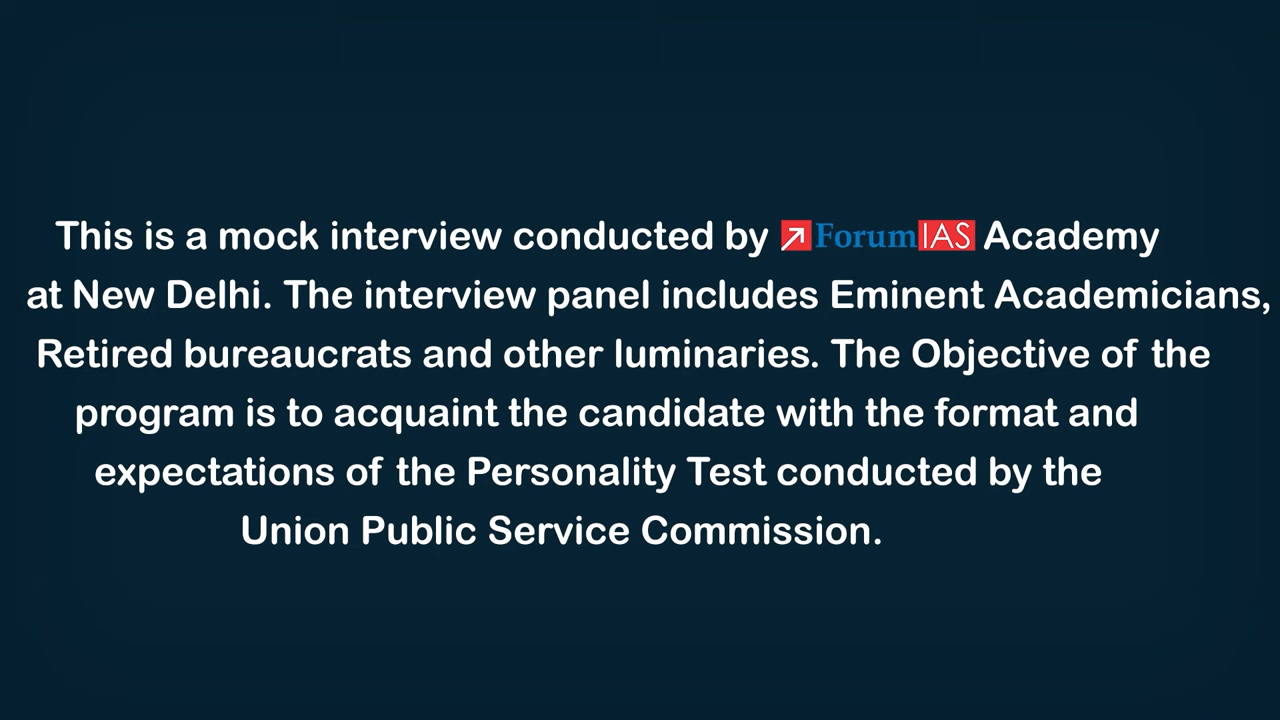 This is a mock interview conducted by ForumIAS Academy
at New Delhi. The interview panel includes Eminent Academicians,
Retired bureaucrats and other luminaries. The Objective of the
program is to acquaint the candidate with the format and
expectations of the Personality Test conducted by the
Union Public Service Commission.